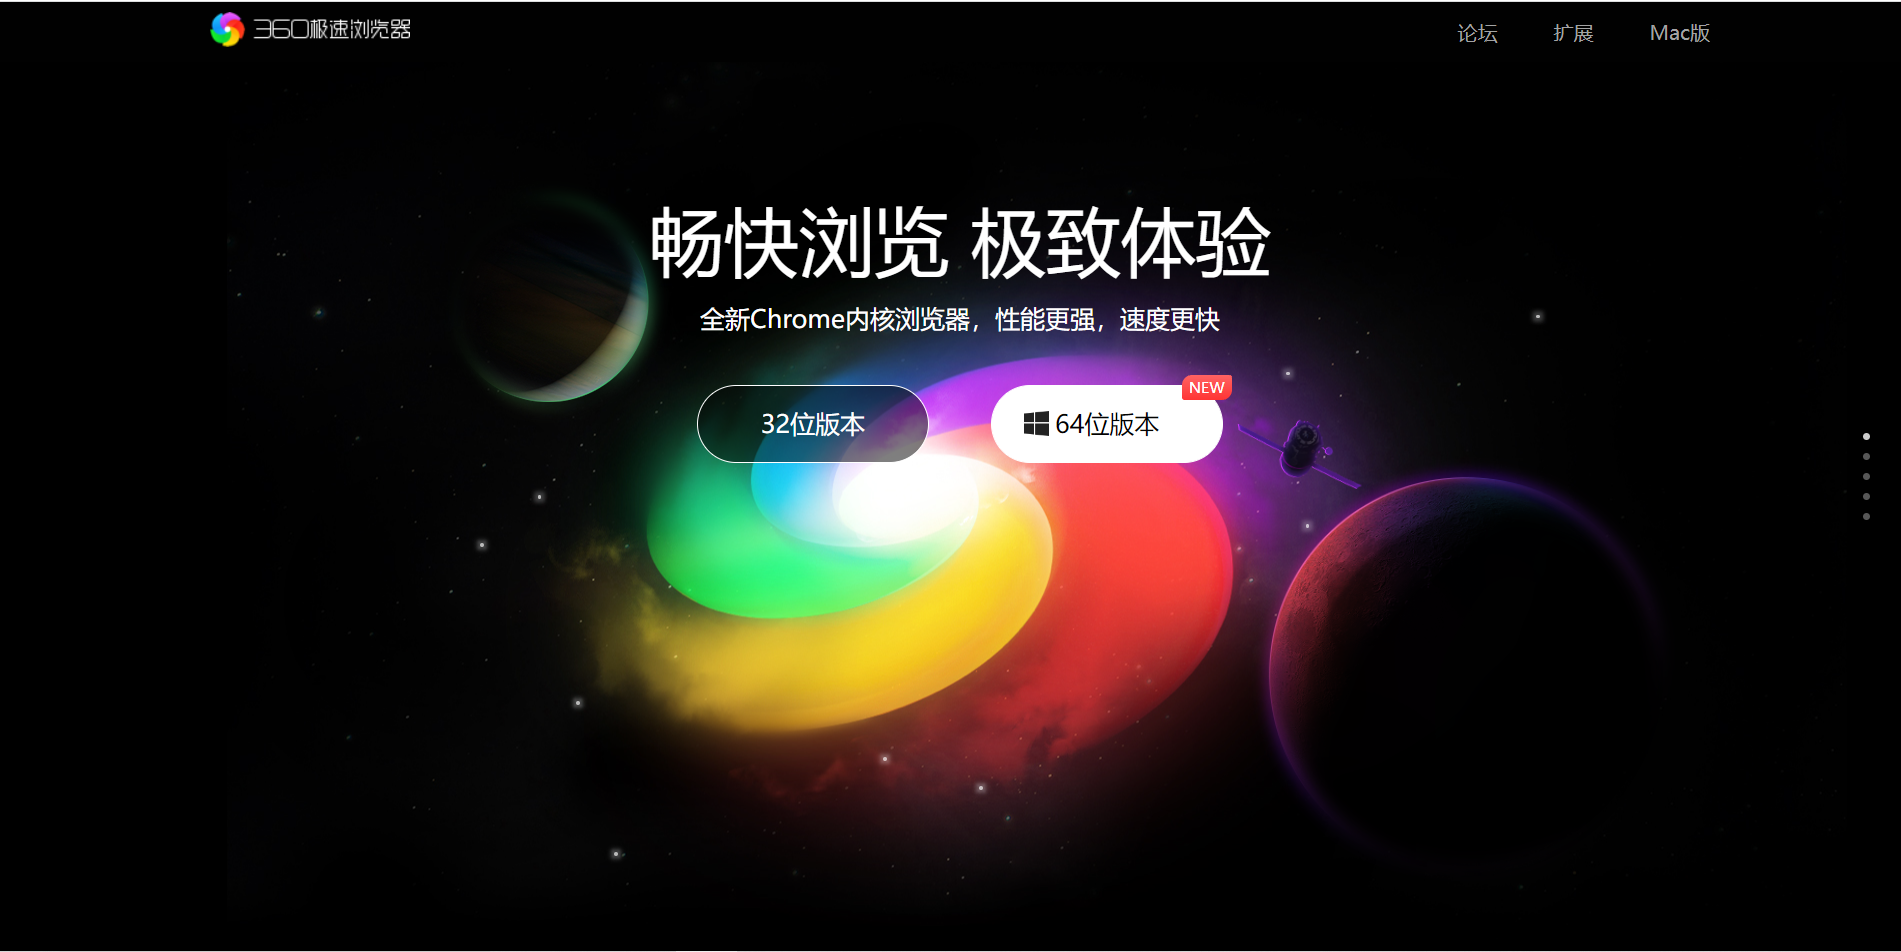 360极速浏览器
论坛 扩展 Mac版
畅快浏览 极致体验
全新Chrome内核浏览器，性能更强，速度更快
NEW
32位版本 64位版本